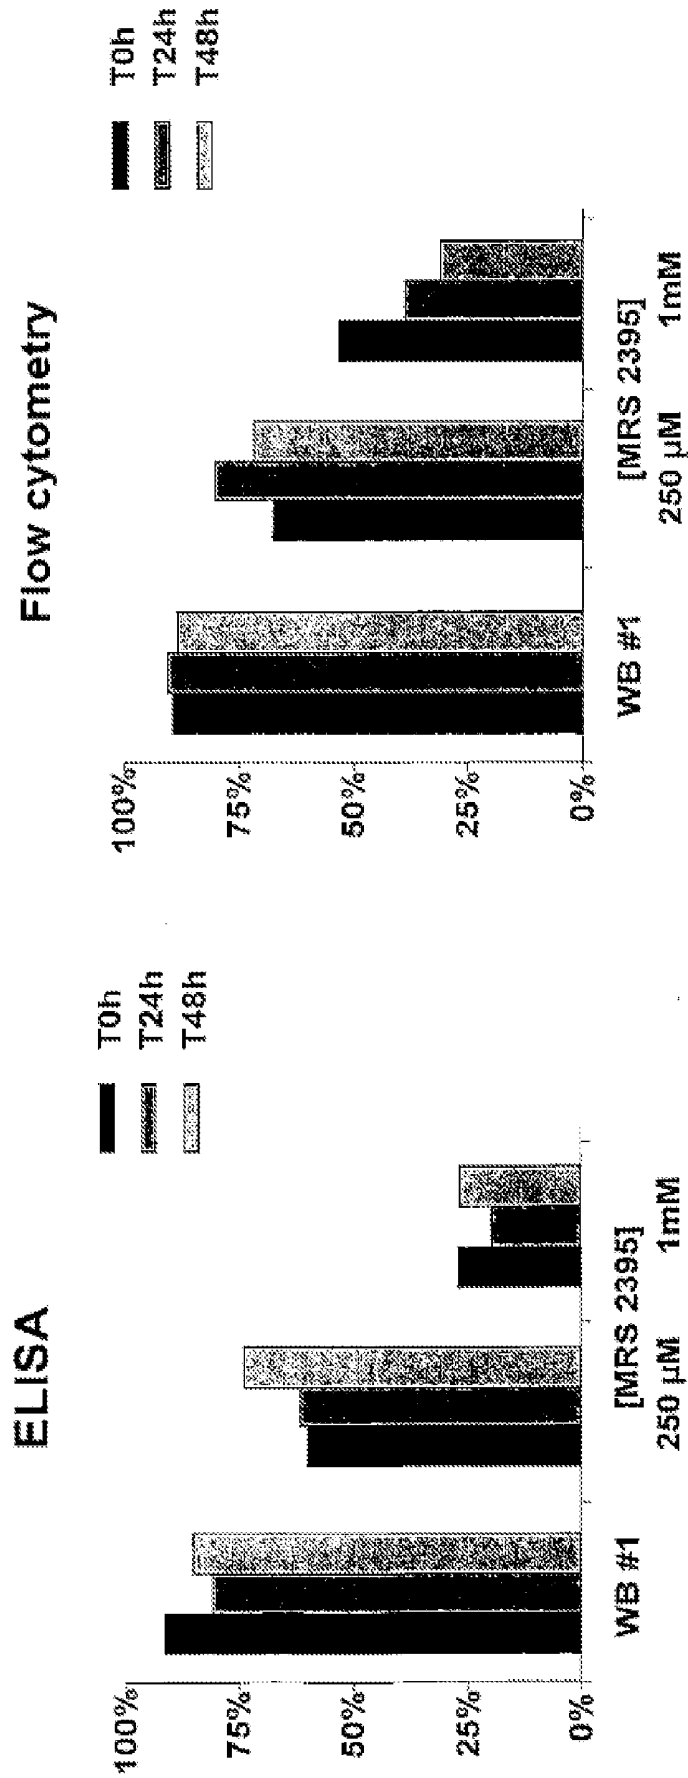 ELISA
T0h
T24h
T48h
100%
75%
50%
25%
0%
WB #1
[MRS 2395]
250 µM 1mM
Flow cytometry
T0h
T24h
T48h
100%
75%
50%
25%
0%
WB #1
[MRS 2395]
250 µM 1mM